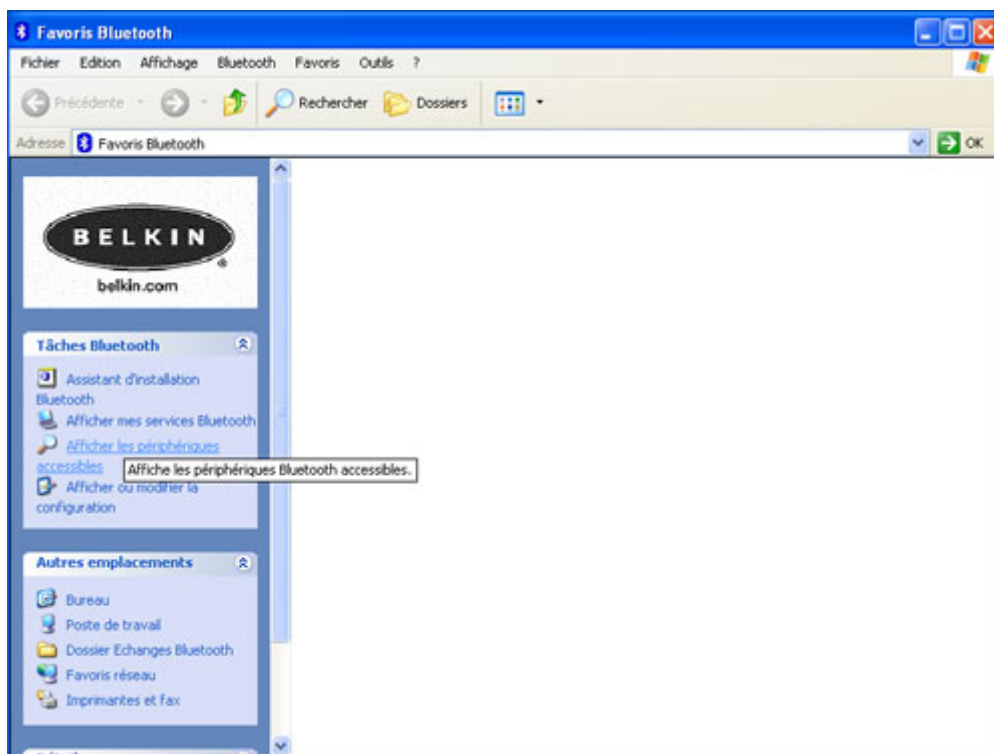 Favoris Bluetooth
Fichier Edition Affichage Bluetooth Favoris Outils ?
Précédente Rechercher Dossiers
Adresse Favoris Bluetooth OK
BELKIN
®
belkin.com
Tâches Bluetooth
Assistant d'installation
Bluetooth
Afficher mes services Bluetooth
Afficher les périphériques
accessibles
Affiche les périphériques Bluetooth accessibles.
Afficher ou modifier la
configuration
Autres emplacements
Bureau
Poste de travail
Dossier Echanges Bluetooth
Favoris réseau
Imprimantes et fax